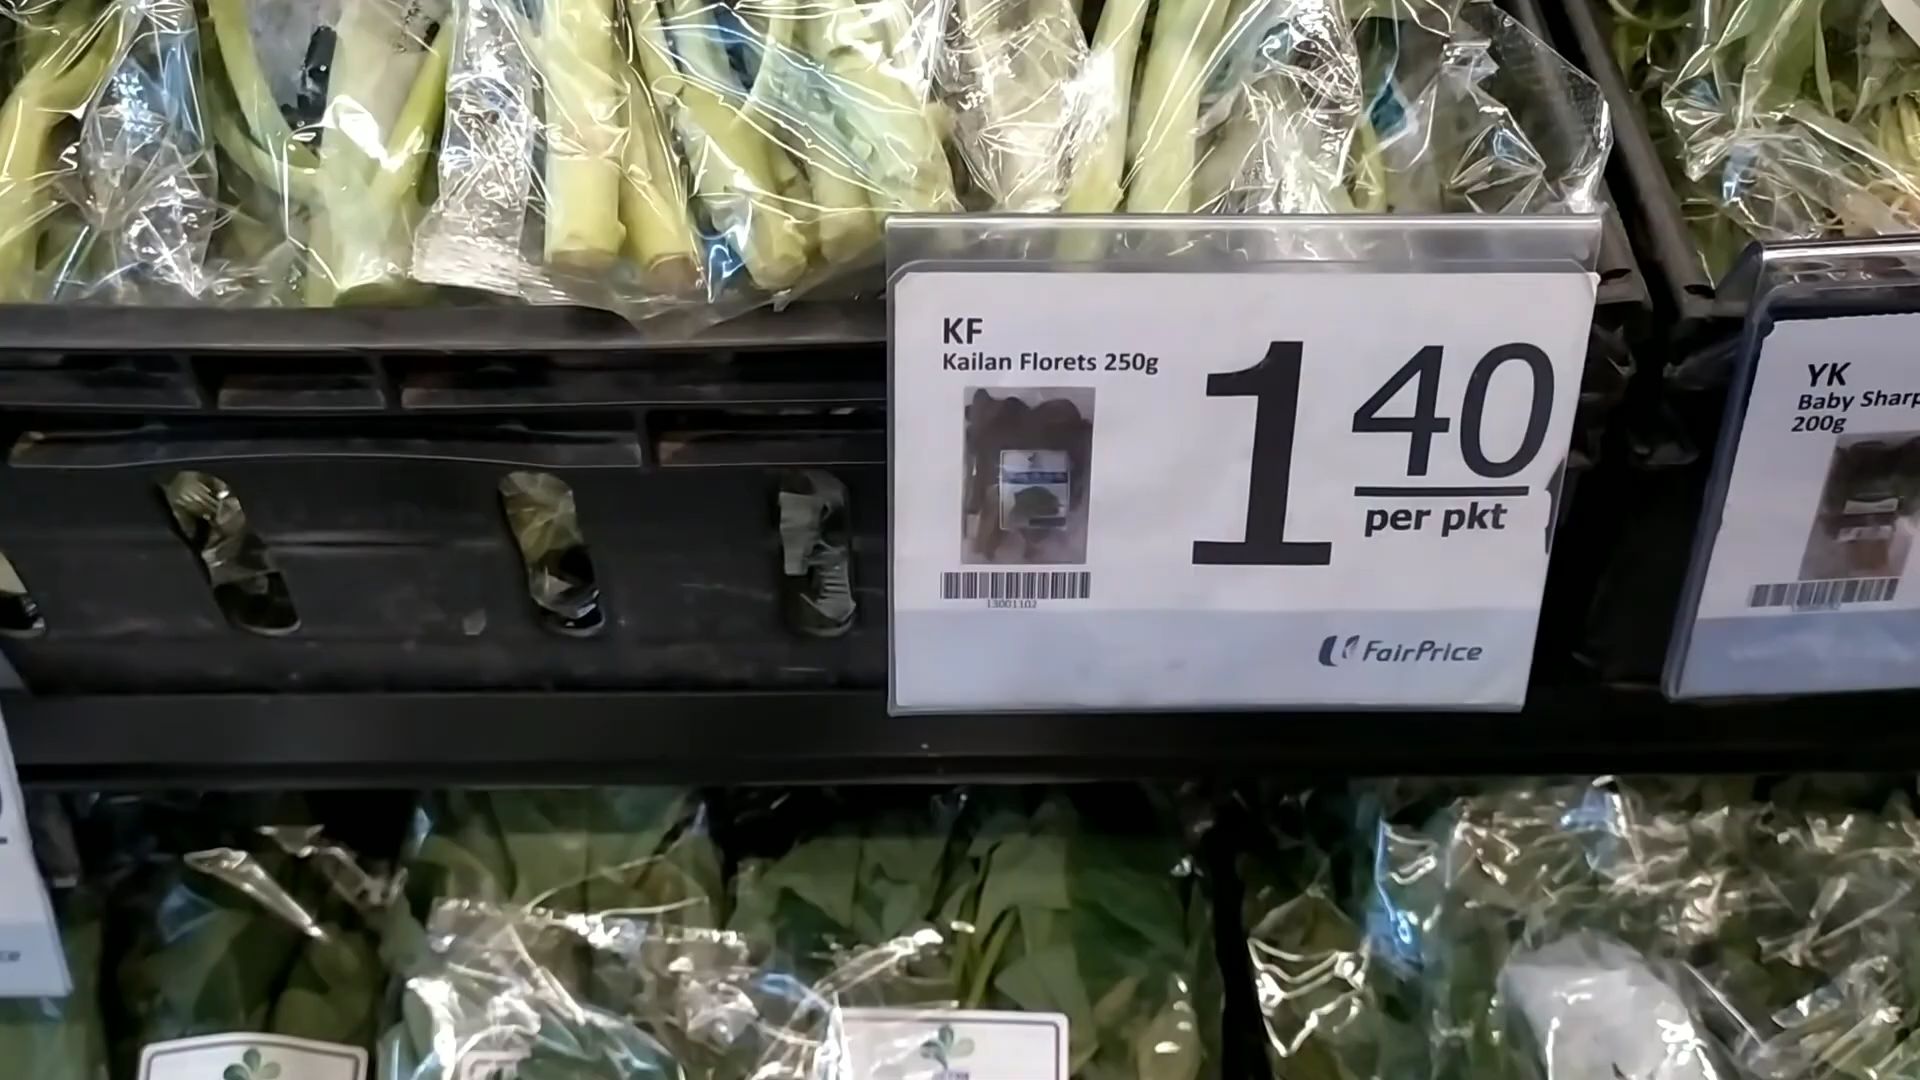 KF
Kailan Florets 250g
1 40
per pkt
13001102
FairPrice
YK
Baby Sharp
200g